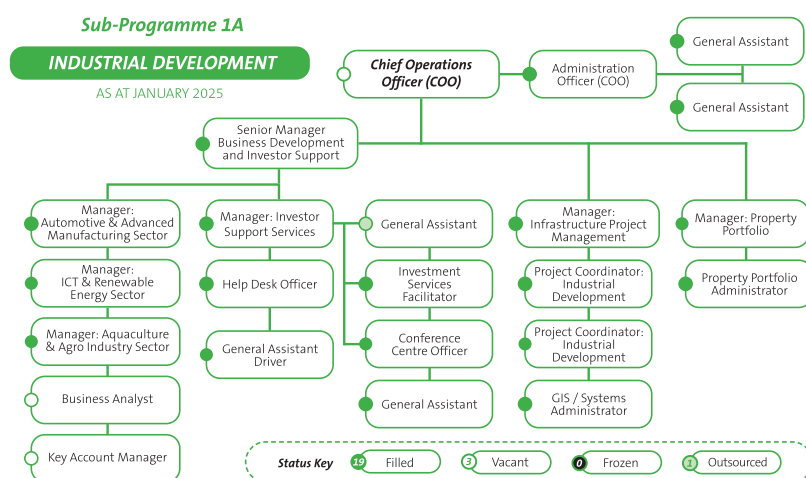 Sub-Programme 1A
INDUSTRIAL DEVELOPMENT
AS AT JANUARY 2025
Chief Operations
Officer (COO)
Administration
Officer (COO)
General Assistant
General Assistant
Senior Manager
Business Development
and Investor Support
Manager:
Automotive & Advanced
Manufacturing Sector
Manager:
ICT & Renewable
Energy Sector
Manager: Aquaculture
& Agro Industry Sector
Business Analyst
Key Account Manager
Manager: Investor
Support Services
Help Desk Officer
General Assistant
Driver
General Assistant
Investment
Services
Facilitator
Conference
Centre Officer
General Assistant
Manager:
Infrastructure Project
Management
Project Coordinator:
Industrial
Development
Project Coordinator:
Industrial
Development
GIS / Systems
Administrator
Manager: Property
Portfolio
Property Portfolio
Administrator
Status Key
19 Filled
3 Vacant
0 Frozen
1 Outsourced